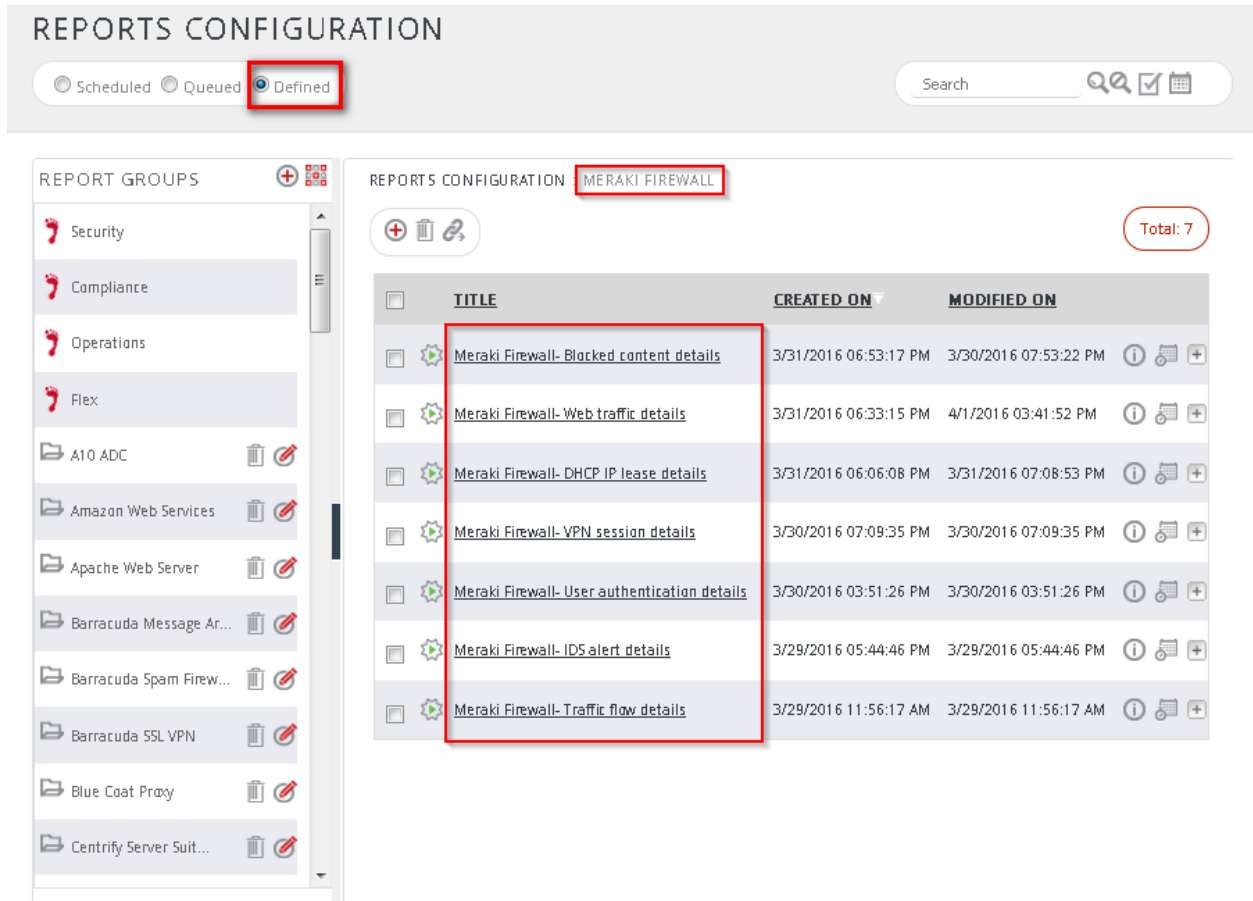 REPORTS CONFIGURATION
Scheduled Queued Defined
Search
REPORT GROUPS
Security
Compliance
Operations
Flex
A10 ADC
Amazon Web Services
Apache Web Server
Barracuda Message Ar...
Barracuda Spam Firew...
Barracuda SSL VPN
Blue Coat Proxy
Centrify Server Suit...
REPORTS CONFIGURATION : MERAKI FIREWALL
Total: 7
TITLE CREATED ON MODIFIED ON
Meraki Firewall- Blocked content details 3/31/2016 06:53:17 PM 3/30/2016 07:53:22 PM
Meraki Firewall- Web traffic details 3/31/2016 06:33:15 PM 4/1/2016 03:41:52 PM
Meraki Firewall- DHCP IP lease details 3/31/2016 06:06:08 PM 3/31/2016 07:08:53 PM
Meraki Firewall- VPN session details 3/30/2016 07:09:35 PM 3/30/2016 07:09:35 PM
Meraki Firewall- User authentication details 3/30/2016 03:51:26 PM 3/30/2016 03:51:26 PM
Meraki Firewall- IDS alert details 3/29/2016 05:44:46 PM 3/29/2016 05:44:46 PM
Meraki Firewall- Traffic flow details 3/29/2016 11:56:17 AM 3/29/2016 11:56:17 AM